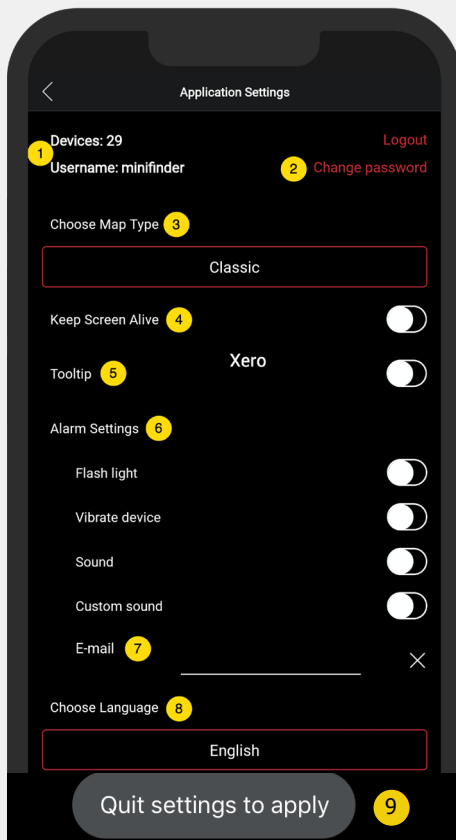 Application Settings
Devices: 29
Logout
1
Username: minifinder
2 Change password
Choose Map Type 3
Classic
Keep Screen Alive 4
Xero
Tooltip 5
Alarm Settings 6
Flash light
Vibrate device
Sound
Custom sound
E-mail 7
Choose Language 8
English
Quit settings to apply 9